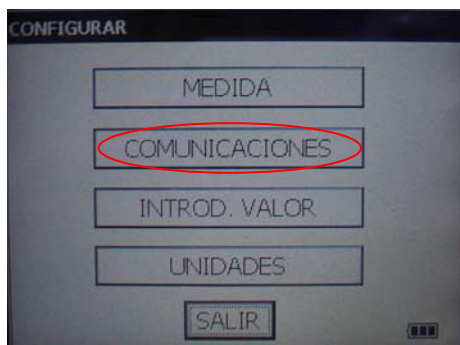 CONFIGURAR
MEDIDA
COMUNICACIONES
INTROD. VALOR
UNIDADES
SALIR